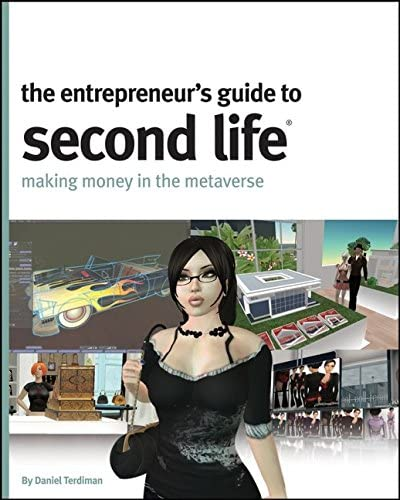 the entrepreneur's guide to
second life®
making money in the metaverse
By Daniel Terdiman